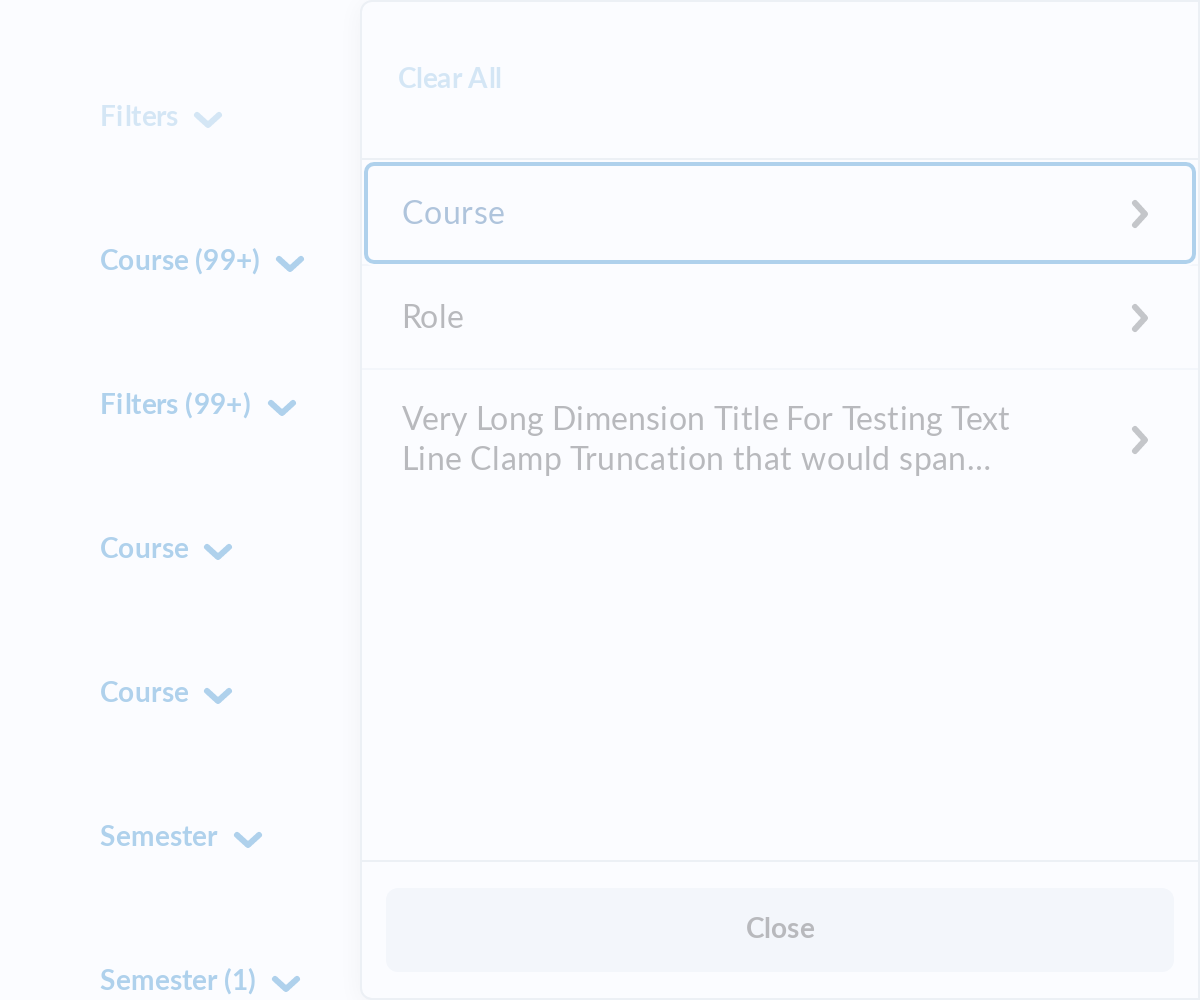 Filters
Course (99+)
Filters (99+)
Course
Course
Semester
Semester (1)
Clear All
Course
Role
Very Long Dimension Title For Testing Text
Line Clamp Truncation that would span...
Close